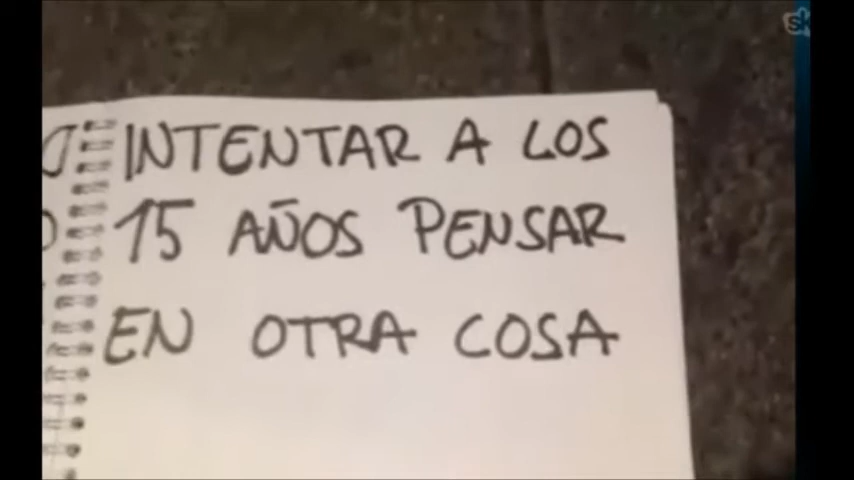 INTENTAR A LOS
15 AÑOS PENSAR
EN OTRA COSA